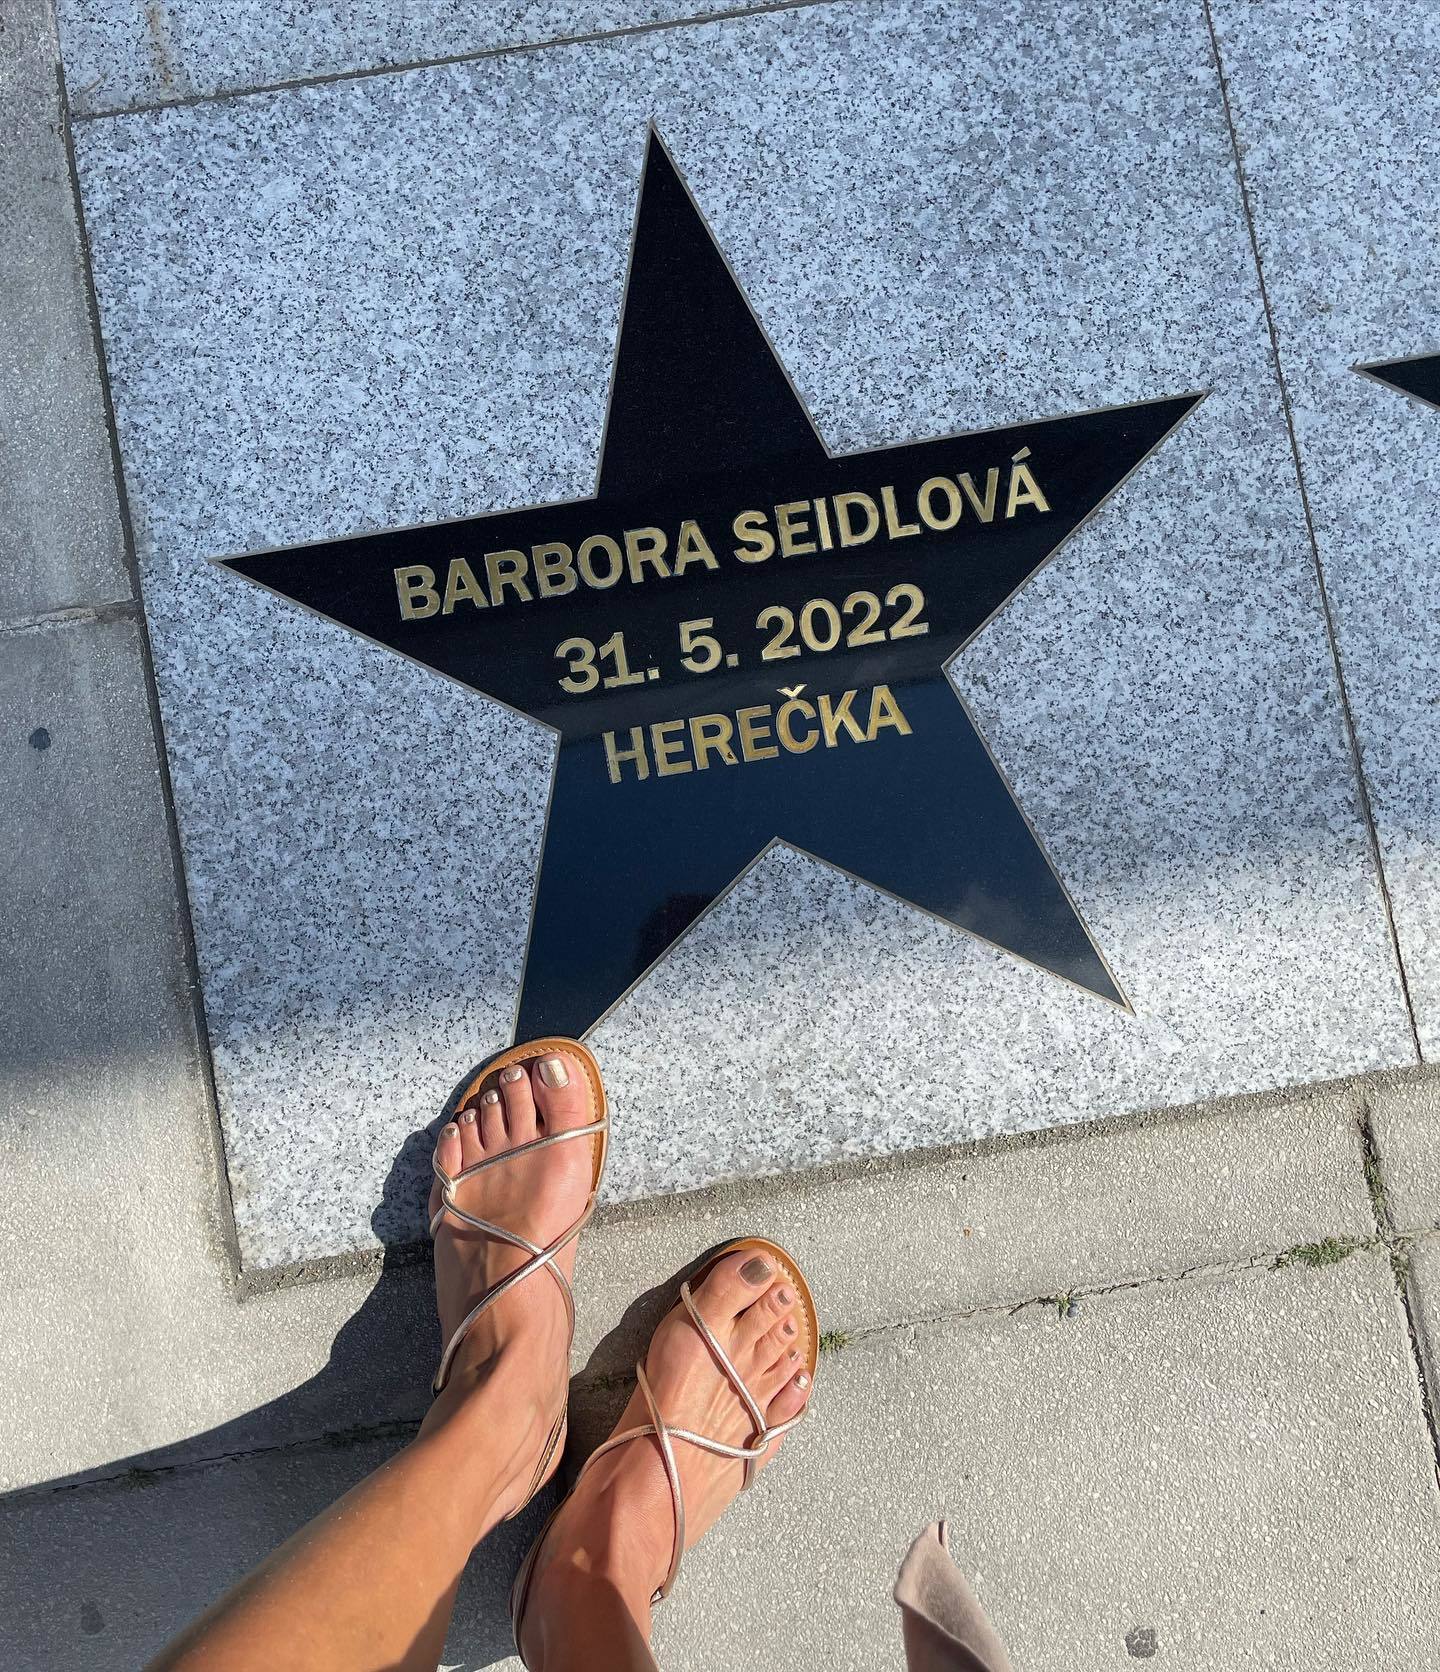 BARBORA SEIDLOVÁ
31. 5. 2022
HEREČKA